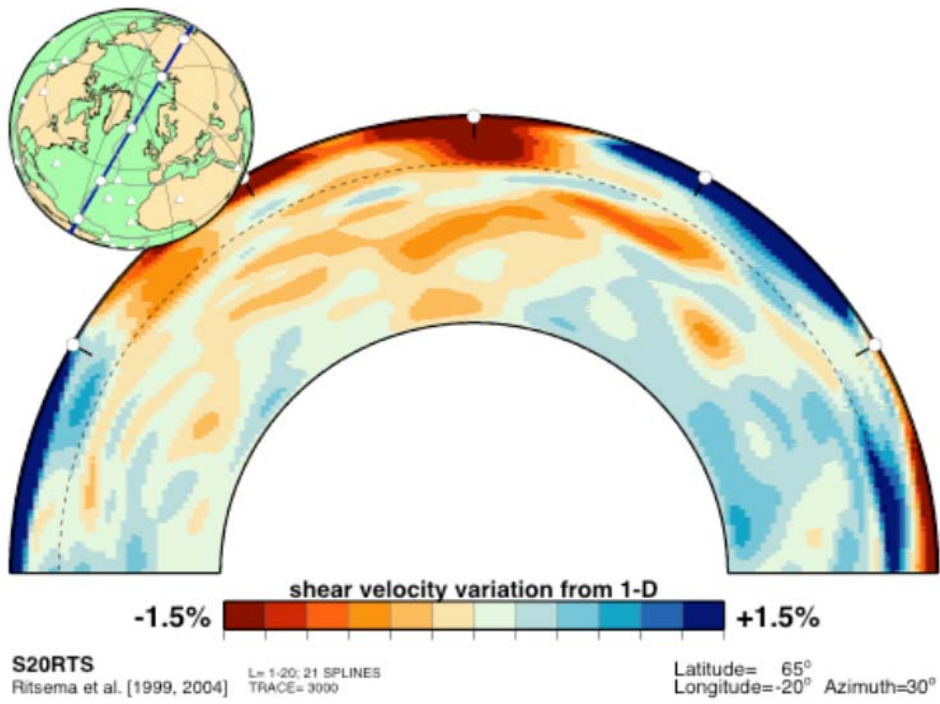 shear velocity variation from 1-D
-1.5% +1.5%
S20RTS
Ritsema et al. [1999, 2004]
L= 1-20; 21 SPLINES
TRACE= 3000
Latitude= 65°
Longitude=-20° Azimuth=30°